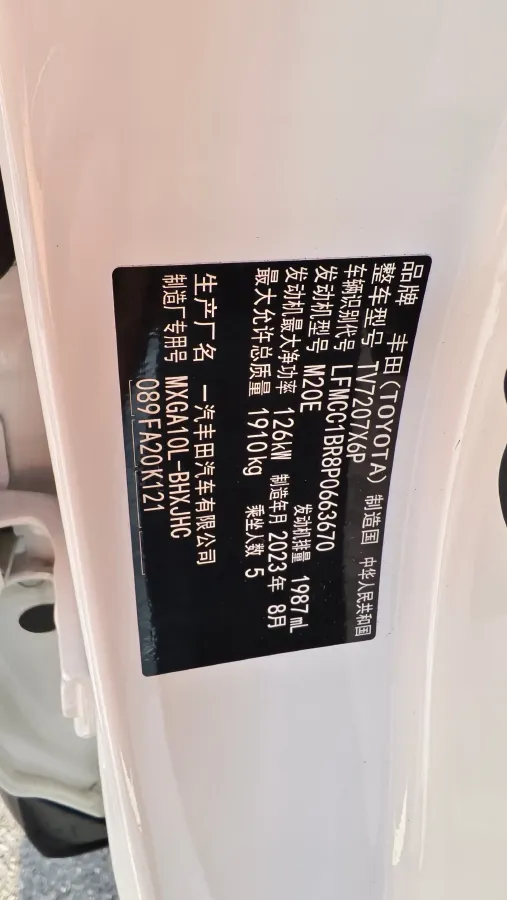 品牌 丰田(TOYOTA) 制造国 中华人民共和国
整车型号 TV7207X6P
车辆识别代号 LFMCC1BR8P0663670
发动机型号 M20E 发动机排量 1987 mL
发动机最大净功率 126kW 制造年月 2023年 8月
最大允许总质量 1910kg 乘坐人数 5
生产厂名 一汽丰田汽车有限公司
制造厂专用号 MXGA10L-BHXJHC
089FA20K121